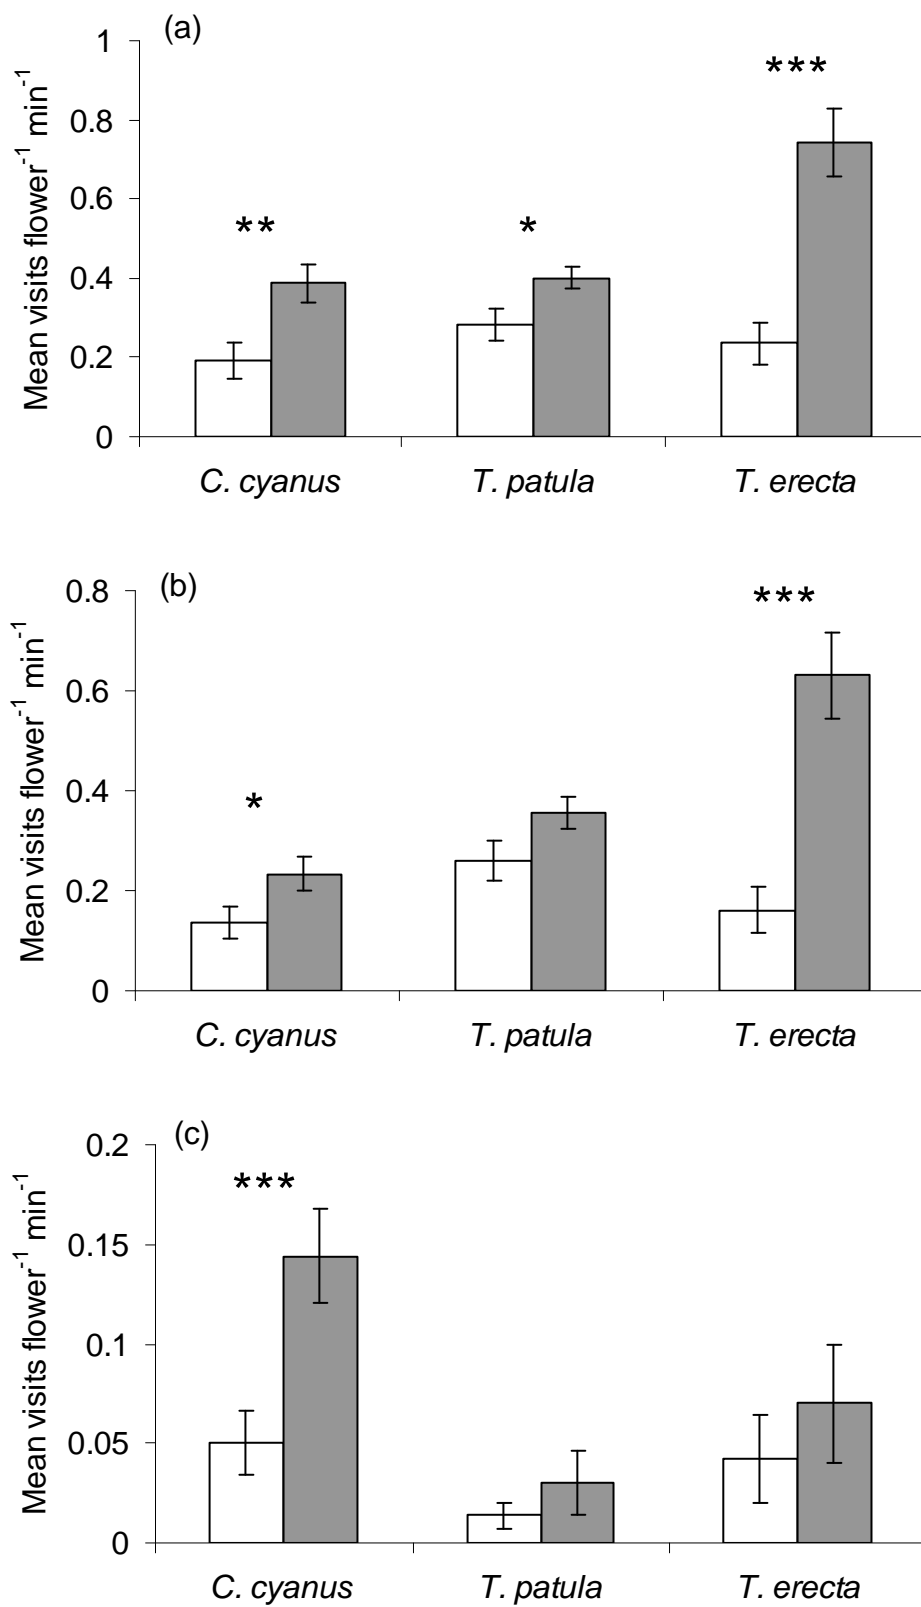 (a)
Mean visits flower⁻¹ min⁻¹
1
0.8
0.6
0.4
0.2
0
** * ***
C. cyanus T. patula T. erecta
(b)
Mean visits flower⁻¹ min⁻¹
0.8
0.6
0.4
0.2
0
* ***
C. cyanus T. patula T. erecta
(c)
Mean visits flower⁻¹ min⁻¹
0.2
0.15
0.1
0.05
0
***
C. cyanus T. patula T. erecta